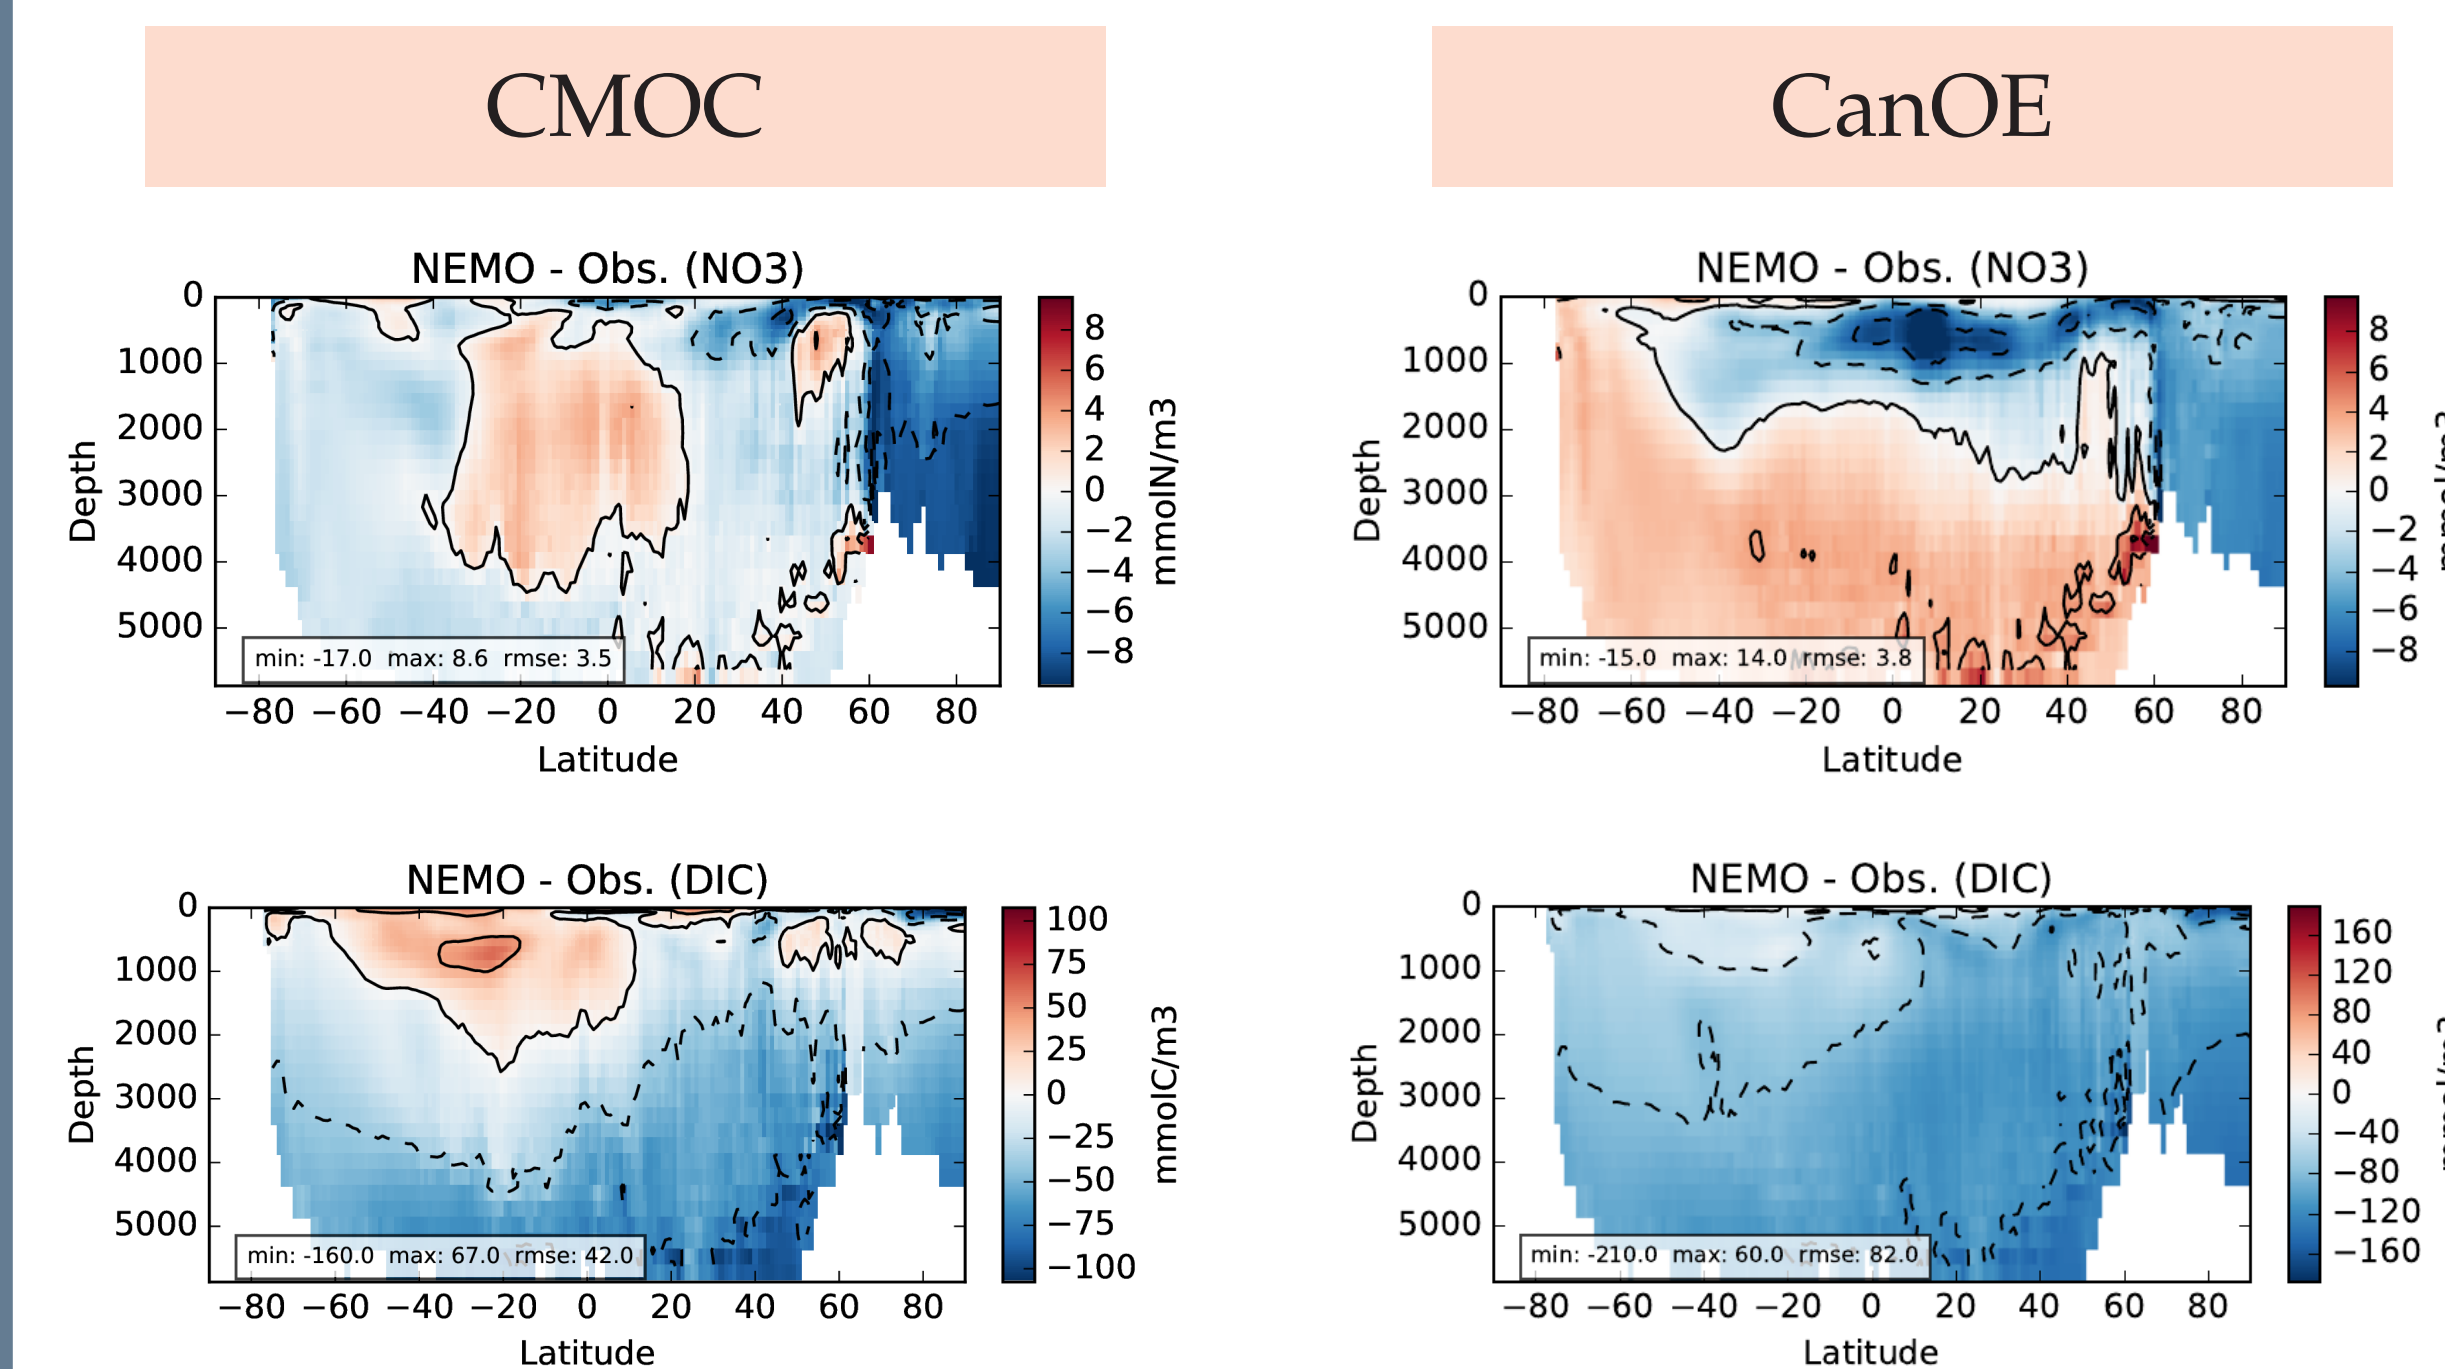 CMOC
CanOE
NEMO - Obs. (NO3)
0
1000
2000
3000
4000
5000
Depth
min: -17.0 max: 8.6 rmse: 3.5
−80 −60 −40 −20 0 20 40 60 80
Latitude
8
6
4
2
0
−2
−4
−6
−8
mmolN/m3
NEMO - Obs. (NO3)
0
1000
2000
3000
4000
5000
Depth
min: -15.0 max: 14.0 rmse: 3.8
−80 −60 −40 −20 0 20 40 60 80
Latitude
8
6
4
2
0
−2
−4
−6
−8
NEMO - Obs. (DIC)
0
1000
2000
3000
4000
5000
Depth
min: -160.0 max: 67.0 rmse: 42.0
−80 −60 −40 −20 0 20 40 60 80
Latitude
100
75
50
25
0
−25
−50
−75
−100
mmolC/m3
NEMO - Obs. (DIC)
0
1000
2000
3000
4000
5000
Depth
min: -210.0 max: 60.0 rmse: 82.0
−80 −60 −40 −20 0 20 40 60 80
Latitude
160
120
80
40
0
−40
−80
−120
−160